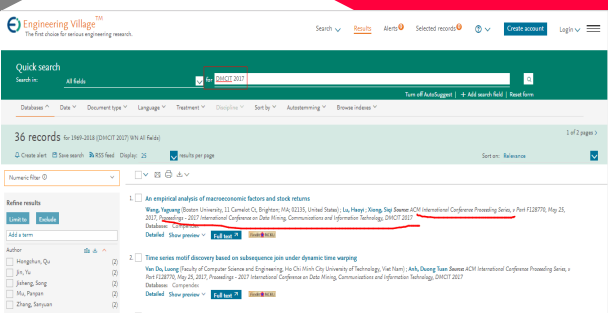 Engineering Village™
The first choice for serious engineering research.
Search Results Alerts 0 Selected records 0 Create account Login
Quick search
Search in: All fields for DMCIT 2017
Turn off AutoSuggest | + Add search field | Reset form
Databases Date Document type Language Treatment Discipline Sort by Autostemming Browse indexes
36 records for 1969-2018 ((DMCIT 2017) WN All fields)
1 of 2 pages >
Create alert Save search RSS feed Display: 25 results per page Sort on: Relevance
Numeric Filter
Refine results
Limit to Exclude
Add a term
Author
Hongshun, Qu (2)
Jin, Yu (2)
Jisheng, Song (2)
Mu, Panpan (2)
Zhang, Sanyuan (2)
1. An empirical analysis of macroeconomic factors and stock returns
Wang, Yaguang (Boston University, 11 Camelot Ct, Brighton; MA; 02135, United States); Lu, Haoyi; Xiong, Siqi Source: ACM International Conference Proceeding Series, v Part F128770, May 25,
2017, Proceedings - 2017 International Conference on Data Mining, Communications and Information Technology, DMCIT 2017
Database: Compendex
Detailed Show preview Full text
2. Time series motif discovery based on subsequence join under dynamic time warping
Van Do, Luong (Faculty of Computer Science and Engineering, Ho Chi Minh City University of Technology, Viet Nam); Anh, Duong Tuan Source: ACM International Conference Proceeding Series, v
Part F128770, May 25, 2017, Proceedings - 2017 International Conference on Data Mining, Communications and Information Technology, DMCIT 2017
Database: Compendex
Detailed Show preview Full text